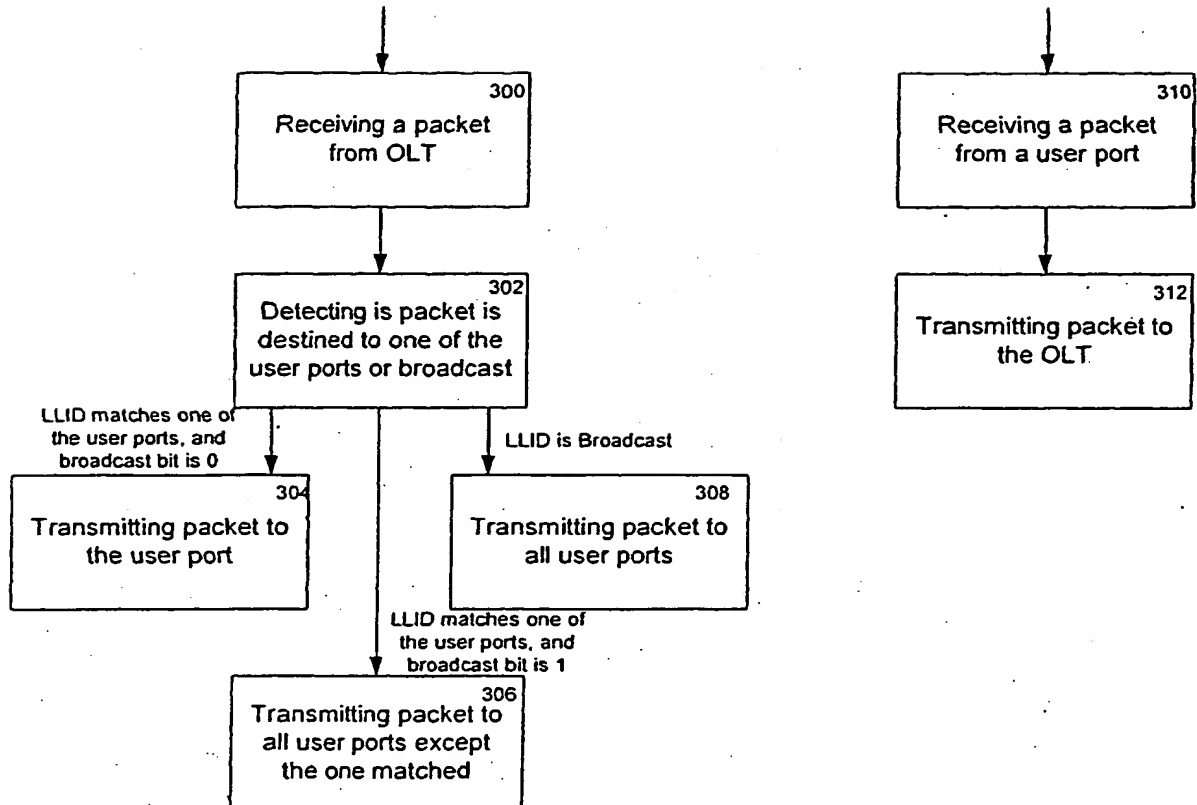 300
Receiving a packet
from OLT
310
Receiving a packet
from a user port
302
Detecting is packet is
destined to one of the
user ports or broadcast
312
Transmitting packet to
the OLT
LLID matches one of
the user ports, and
broadcast bit is 0
LLID is Broadcast
304
Transmitting packet to
the user port
308
Transmitting packet to
all user ports
LLID matches one of
the user ports, and
broadcast bit is 1
306
Transmitting packet to
all user ports except
the one matched